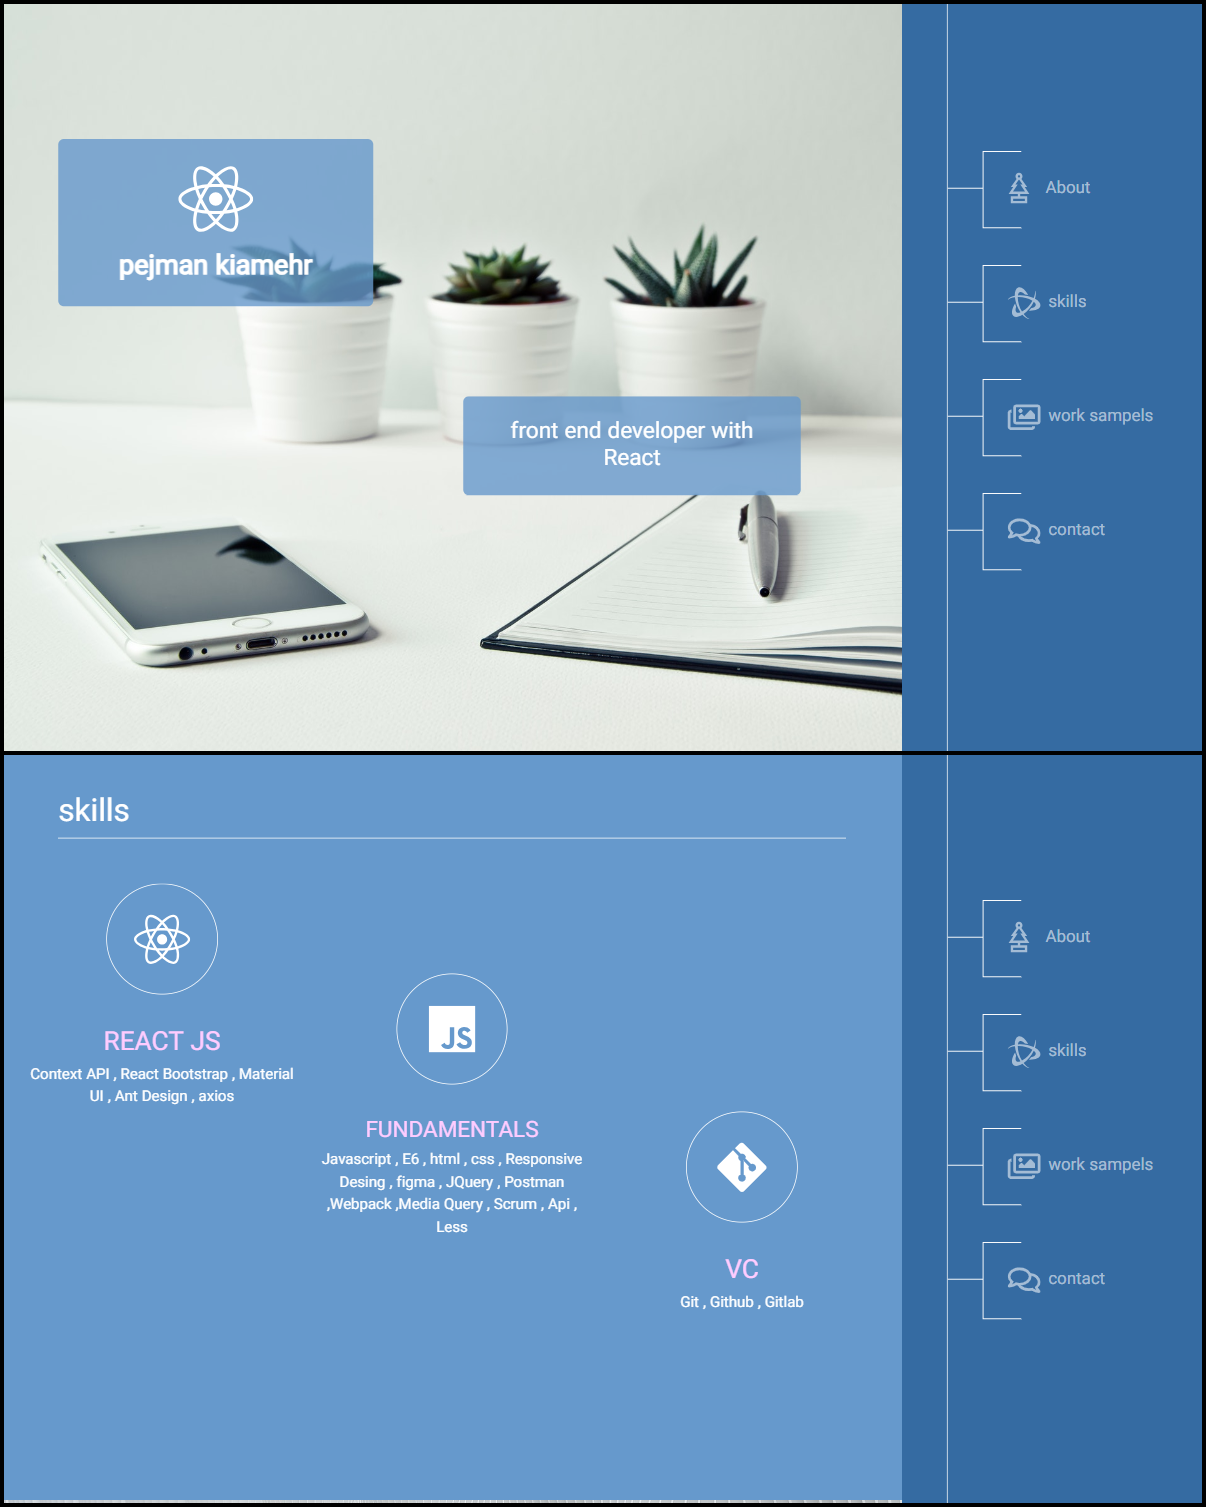 pejman kiamehr
front end developer with
React
About
skills
work sampels
contact
skills
REACT JS
Context API , React Bootstrap , Material
UI , Ant Design , axios
JS
FUNDAMENTALS
Javascript , E6 , html , css , Responsive
Desing , figma , JQuery , Postman
,Webpack ,Media Query , Scrum , Api ,
Less
VC
Git , Github , Gitlab
About
skills
work sampels
contact